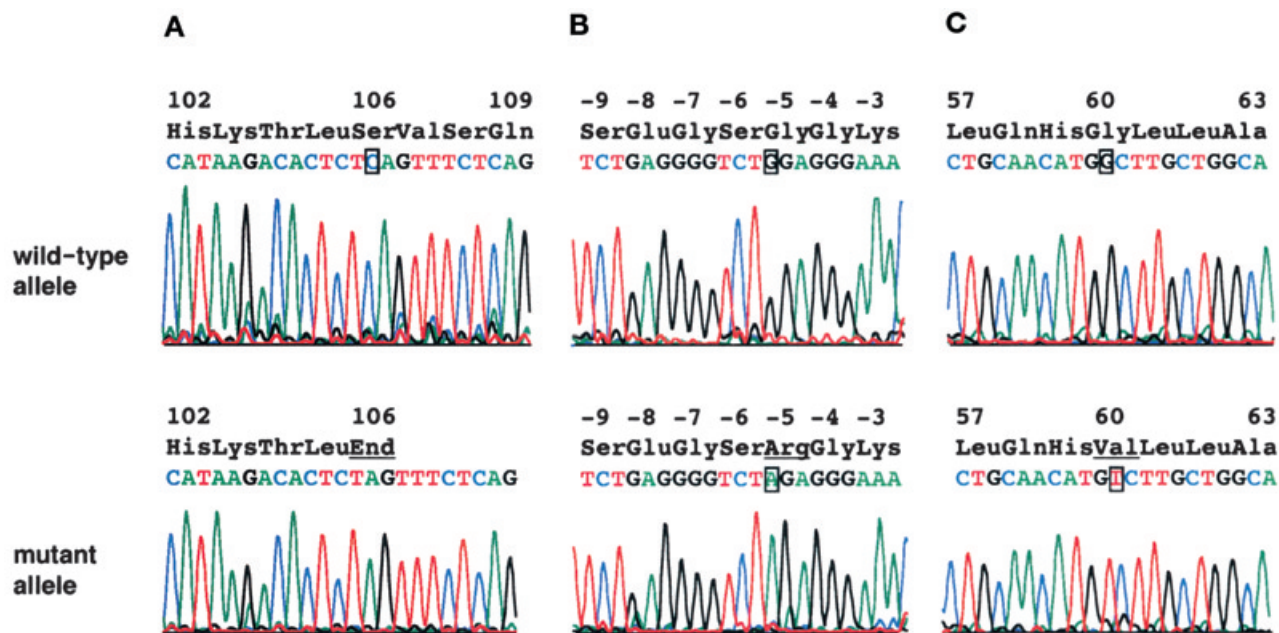 A
B
C
102 106 109
HisLysThrLeuSerValSerGln
CATAAGACACTCTCAGTTTCTCAG
-9 -8 -7 -6 -5 -4 -3
SerGluGlySerGlyGlyLys
TCTGAGGGGTCTGGAGGGAAA
57 60 63
LeuGlnHisGlyLeuLeuAla
CTGCAACATGGCTTGCTGGCA
wild-type
allele
102 106
HisLysThrLeuEnd
CATAAGACACTCTAGTTTCTCAG
-9 -8 -7 -6 -5 -4 -3
SerGluGlySerArgGlyLys
TCTGAGGGGTCTAGAGGGAAA
57 60 63
LeuGlnHisValLeuLeuAla
CTGCAACATGTCTTGCTGGCA
mutant
allele